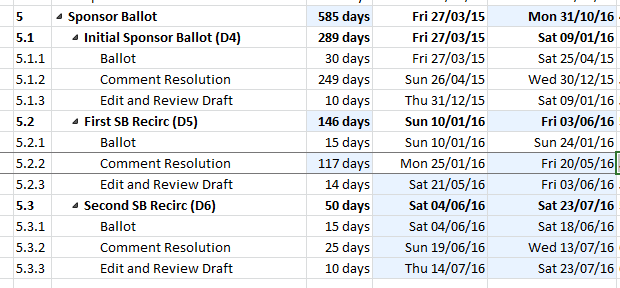 5 Sponsor Ballot 585 days Fri 27/03/15 Mon 31/10/16
5.1 Initial Sponsor Ballot (D4) 289 days Fri 27/03/15 Sat 09/01/16
5.1.1 Ballot 30 days Fri 27/03/15 Sat 25/04/15
5.1.2 Comment Resolution 249 days Sun 26/04/15 Wed 30/12/15
5.1.3 Edit and Review Draft 10 days Thu 31/12/15 Sat 09/01/16
5.2 First SB Recirc (D5) 146 days Sun 10/01/16 Fri 03/06/16
5.2.1 Ballot 15 days Sun 10/01/16 Sun 24/01/16
5.2.2 Comment Resolution 117 days Mon 25/01/16 Fri 20/05/16
5.2.3 Edit and Review Draft 14 days Sat 21/05/16 Fri 03/06/16
5.3 Second SB Recirc (D6) 50 days Sat 04/06/16 Sat 23/07/16
5.3.1 Ballot 15 days Sat 04/06/16 Sat 18/06/16
5.3.2 Comment Resolution 25 days Sun 19/06/16 Wed 13/07/16
5.3.3 Edit and Review Draft 10 days Thu 14/07/16 Sat 23/07/16